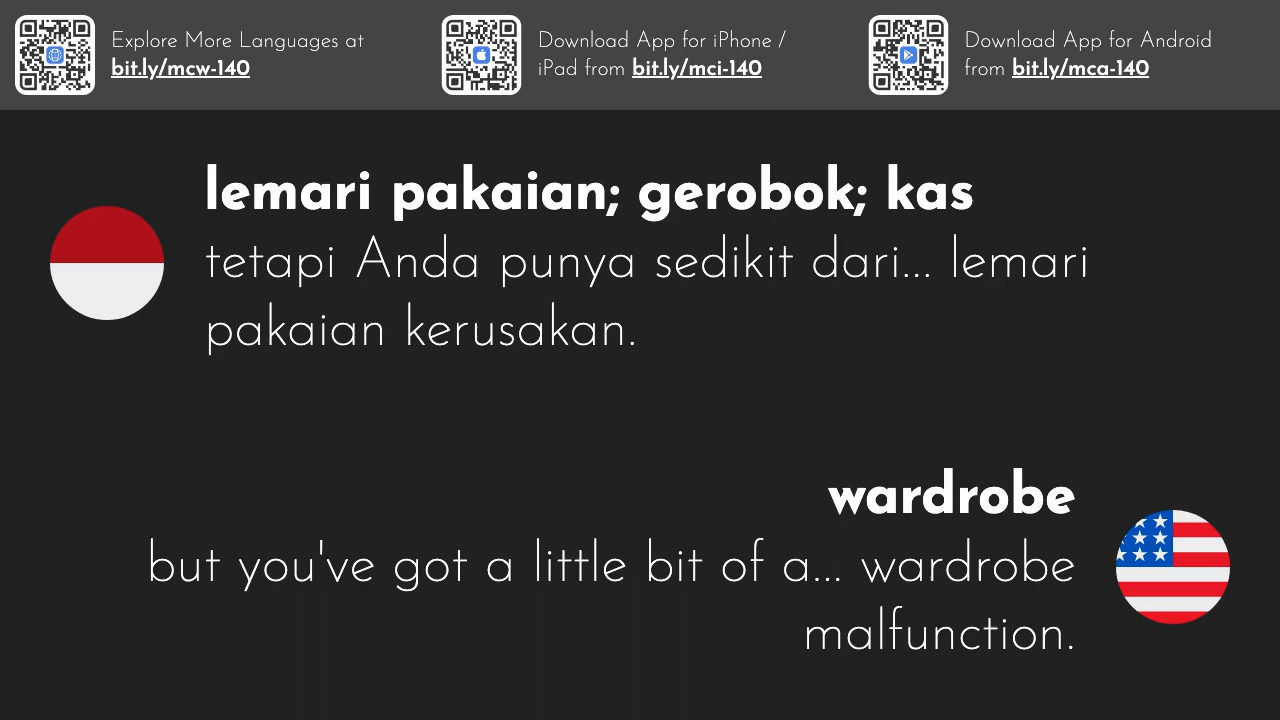 Explore More Languages at
bit.ly/mcw-140
Download App for iPhone /
iPad from bit.ly/mci-140
Download App for Android
from bit.ly/mca-140
lemari pakaian; gerobok; kas
tetapi Anda punya sedikit dari... lemari
pakaian kerusakan.
wardrobe
but you've got a little bit of a... wardrobe
malfunction.